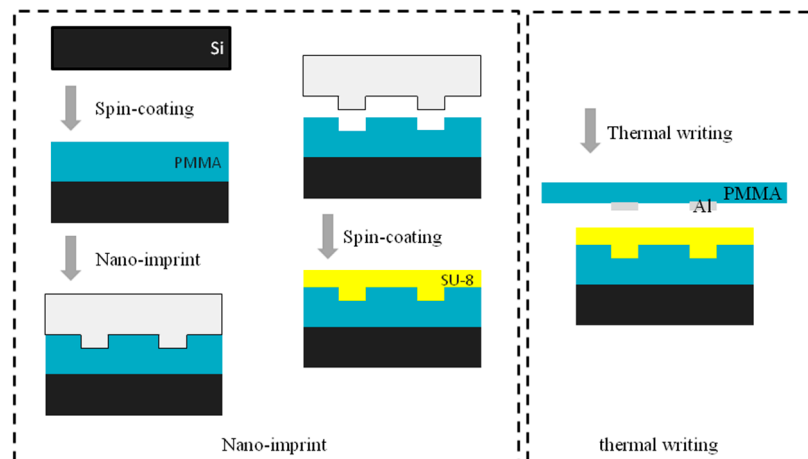 Si
Spin-coating
PMMA
Nano-imprint
Spin-coating
SU-8
Nano-imprint
Thermal writing
PMMA
Al
thermal writing